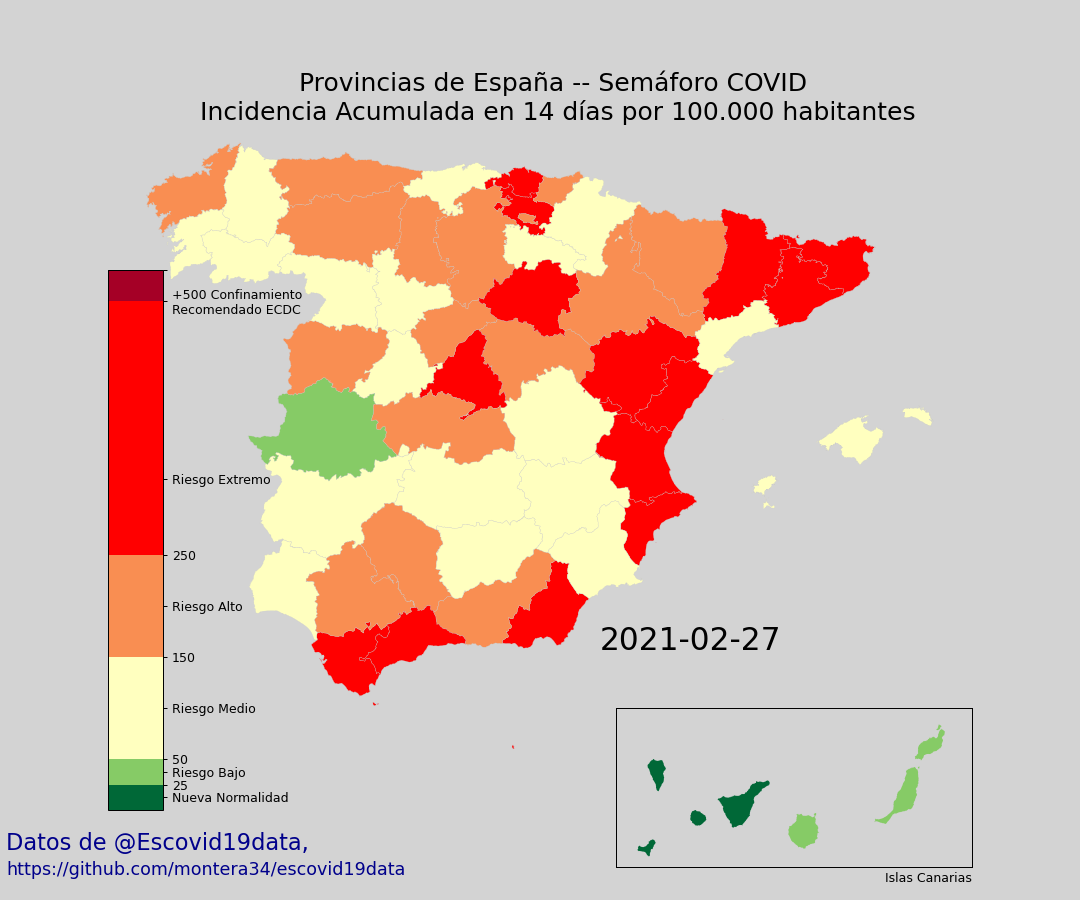 Provincias de España -- Semáforo COVID
Incidencia Acumulada en 14 días por 100.000 habitantes
+500 Confinamiento
Recomendado ECDC
Riesgo Extremo
250
Riesgo Alto
150
Riesgo Medio
50
Riesgo Bajo
25
Nueva Normalidad
2021-02-27
Islas Canarias
Datos de @Escovid19data,
https://github.com/montera34/escovid19data